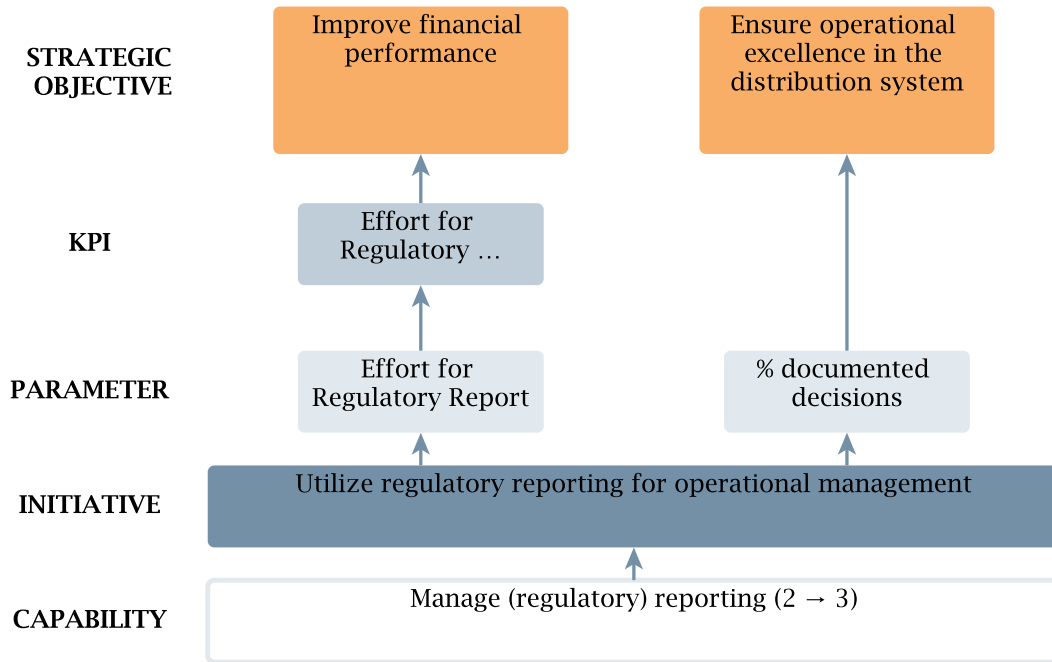 STRATEGIC
OBJECTIVE
Improve financial
performance
Ensure operational
excellence in the
distribution system
KPI
Effort for
Regulatory …
PARAMETER
Effort for
Regulatory Report
% documented
decisions
INITIATIVE
Utilize regulatory reporting for operational management
CAPABILITY
Manage (regulatory) reporting (2 → 3)